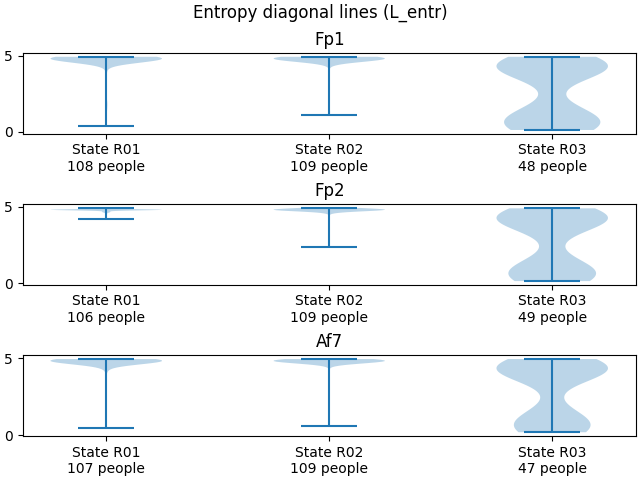 Entropy diagonal lines (L_entr)
Fp1
5
0
State R01
108 people
State R02
109 people
State R03
48 people
Fp2
5
0
State R01
106 people
State R02
109 people
State R03
49 people
Af7
5
0
State R01
107 people
State R02
109 people
State R03
47 people